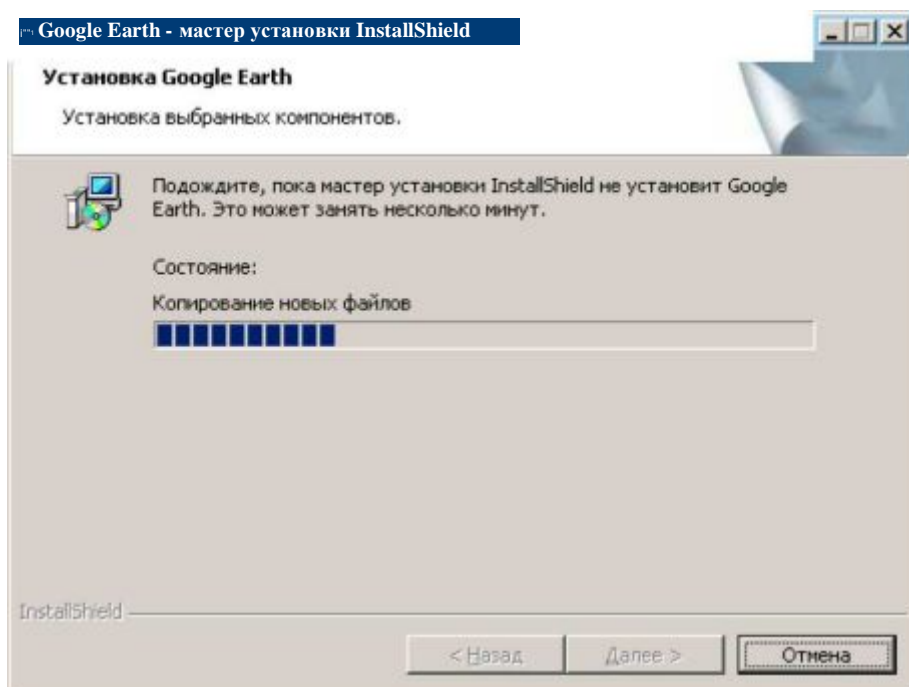 Google Earth - мастер установки InstallShield
Установка Google Earth
Установка выбранных компонентов.
Подождите, пока мастер установки InstallShield не установит Google
Earth. Это может занять несколько минут.
Состояние:
Копирование новых файлов
InstallShield
< Назад
Далее >
Отмена